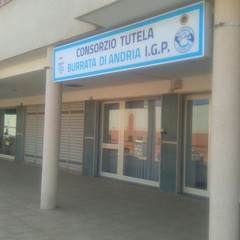 CONSORZIO TUTELA
BURRATA DI ANDRIA I.G.P.